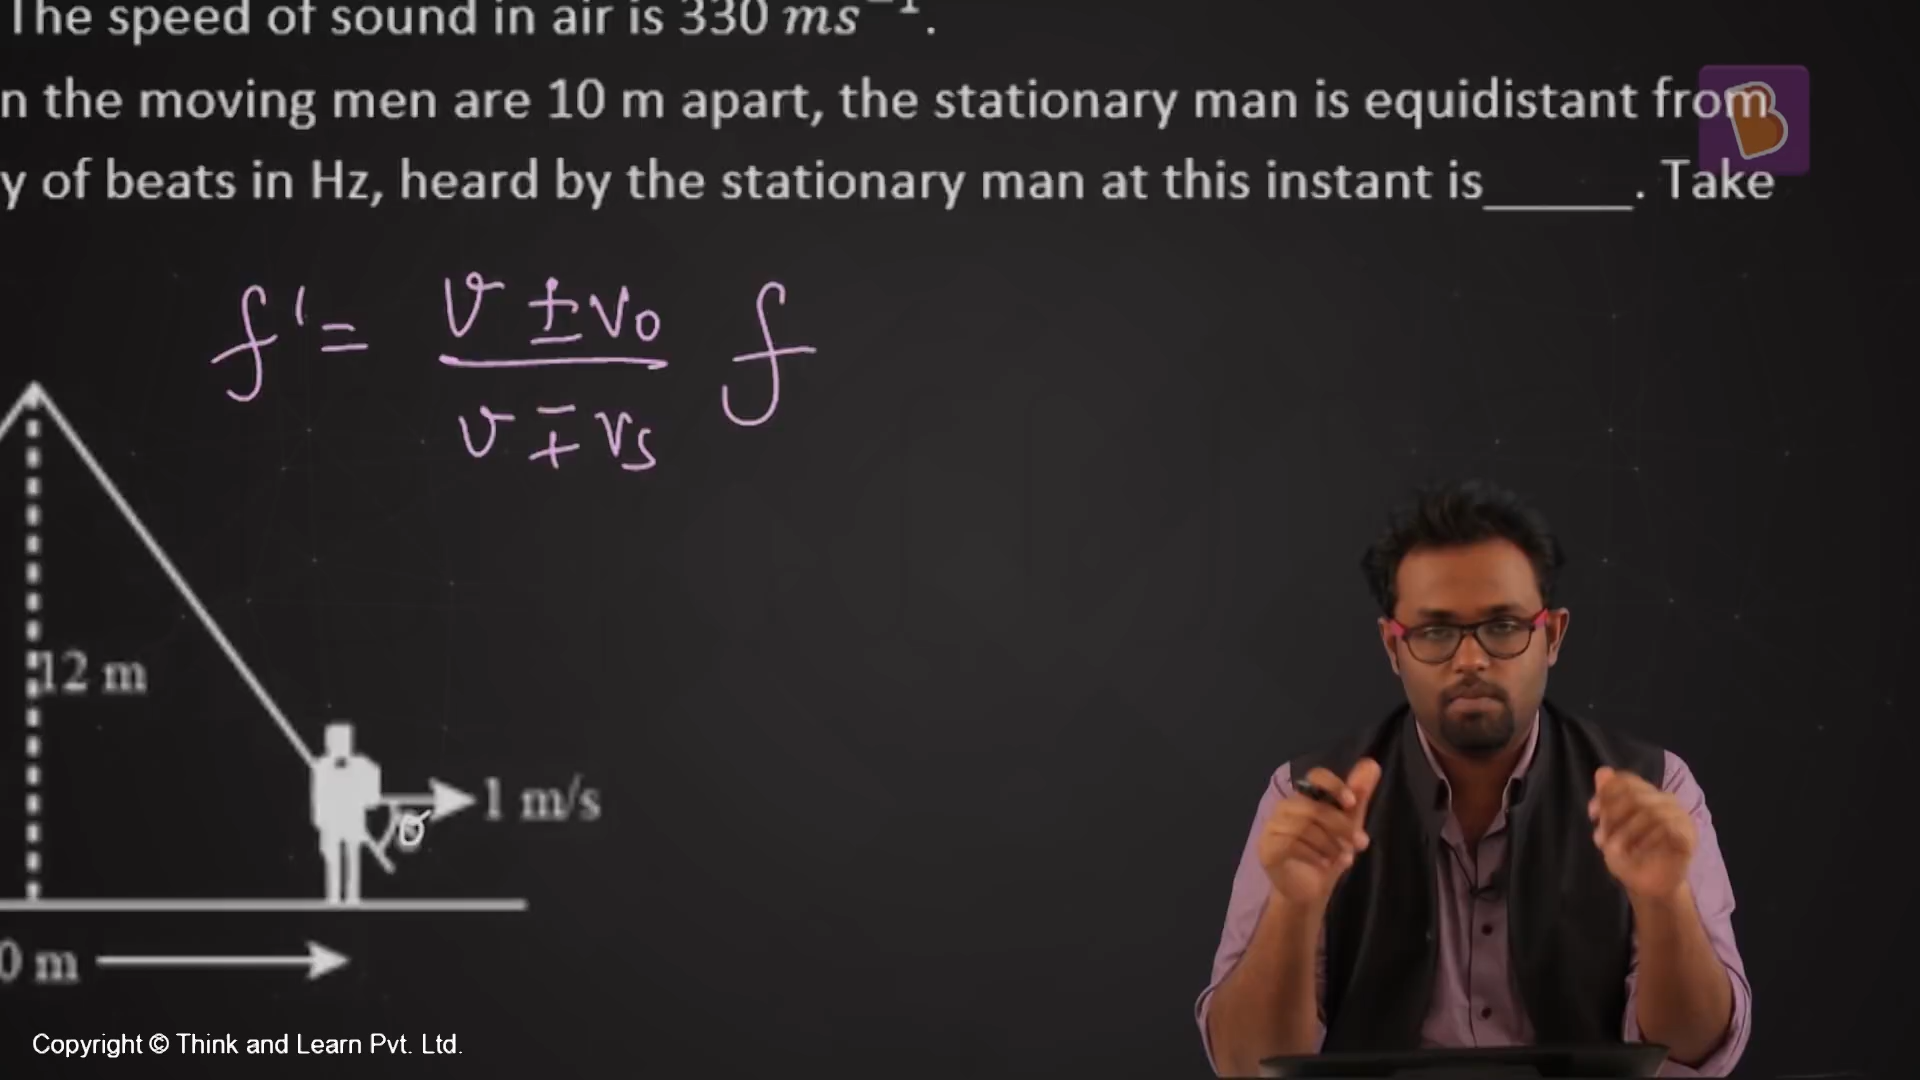 The speed of sound in air is 330 ms⁻¹.
n the moving men are 10 m apart, the stationary man is equidistant from
y of beats in Hz, heard by the stationary man at this instant is______. Take
f' = (v ± v₀)/(v ∓ vₛ) f
12 m
1 m/s
θ
0 m
Copyright © Think and Learn Pvt. Ltd.